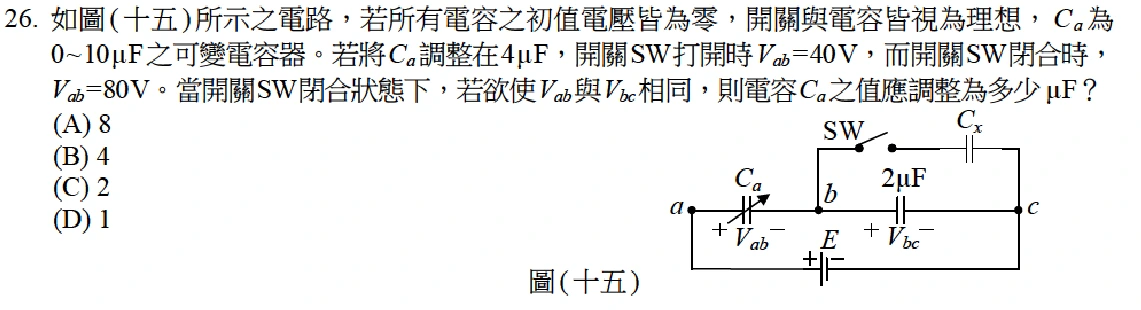 26. 如圖(十五)所示之電路，若所有電容之初值電壓皆為零，開關與電容皆視為理想，Ca為
0~10μF之可變電容器。若將Ca調整在4μF，開關SW打開時Vab=40V，而開關SW閉合時，
Vab=80V。當開關SW閉合狀態下，若欲使Vab與Vbc相同，則電容Ca之值應調整為多少μF？
(A) 8
(B) 4
(C) 2
(D) 1
SW
Cx
Ca
2μF
a
b
c
+ Vab −
E
+ Vbc −
+ −
圖(十五)